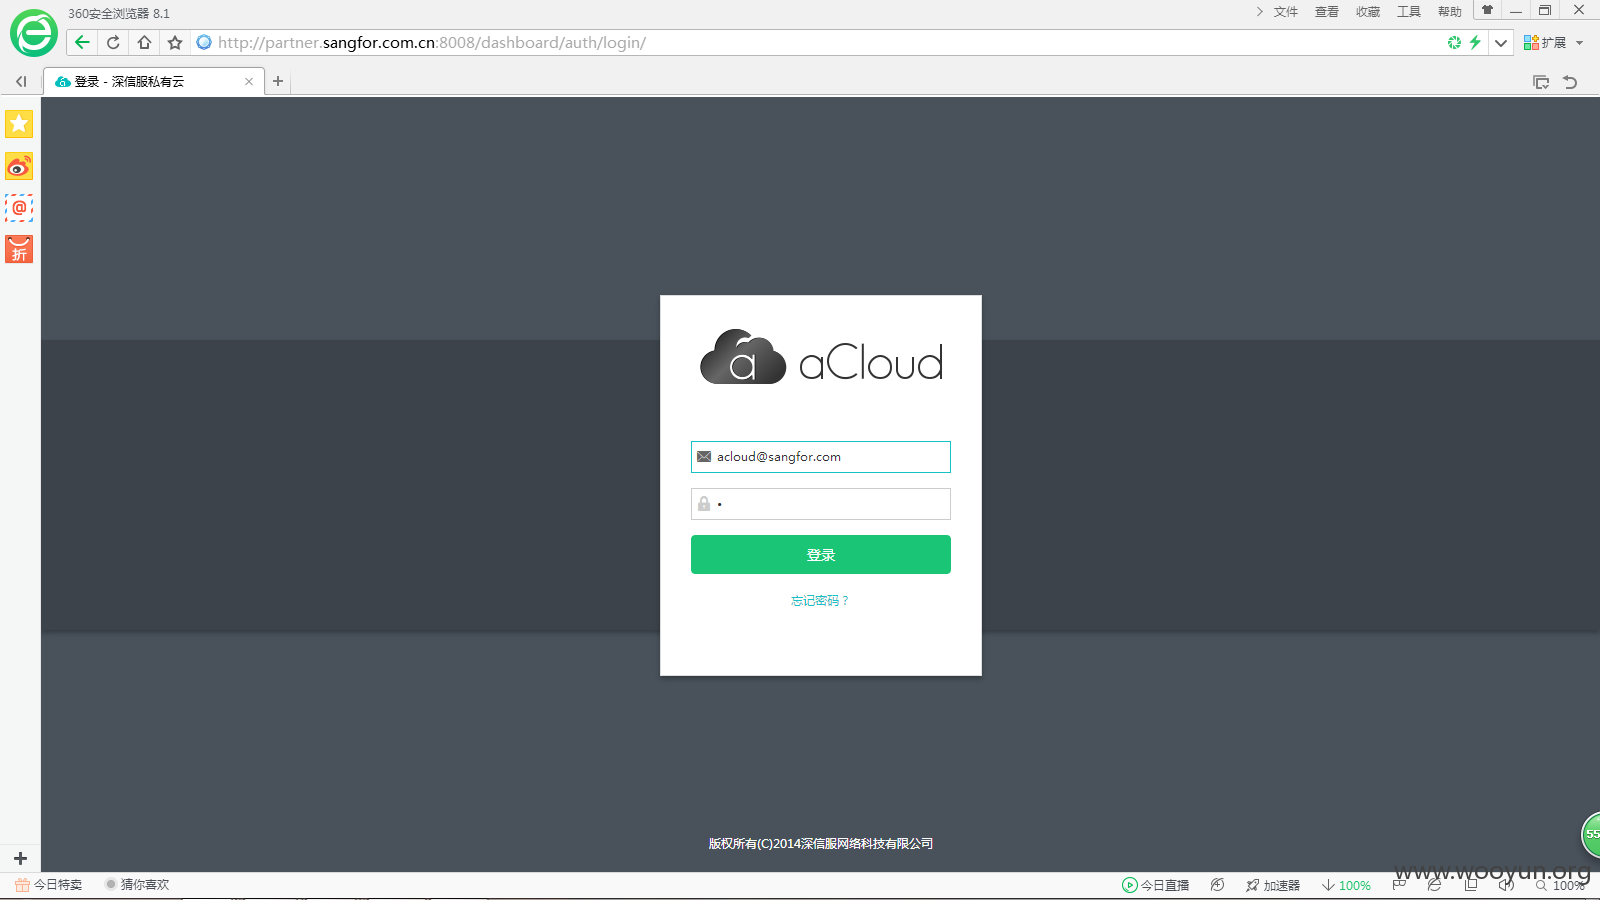 360安全浏览器 8.1
文件 查看 收藏 工具 帮助
http://partner.sangfor.com.cn:8008/dashboard/auth/login/
扩展
登录 - 深信服私有云
@
折
a aCloud
acloud@sangfor.com
登录
忘记密码？
55
版权所有(C)2014深信服网络科技有限公司
www.wooyun.org
今日特卖 猜你喜欢 今日直播 加速器 100% 100%